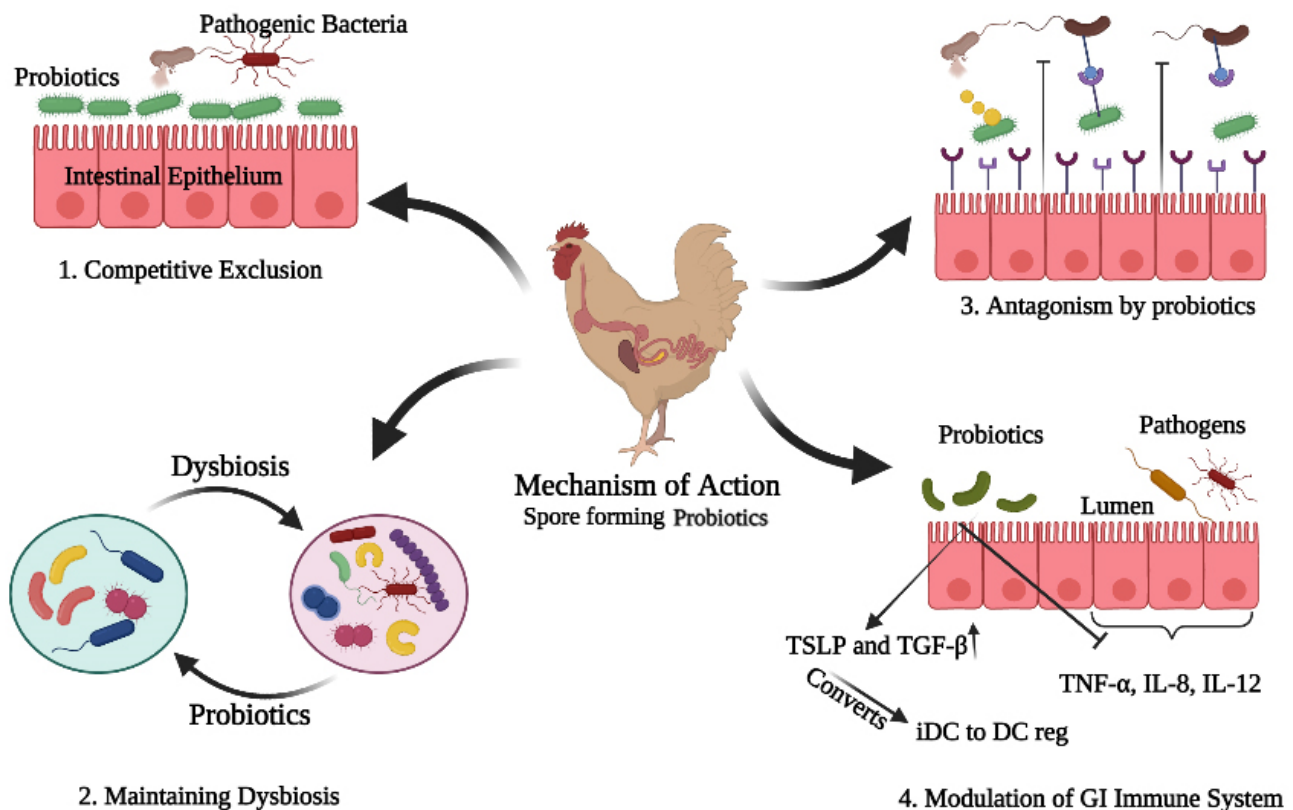 Pathogenic Bacteria
Probiotics
Intestinal Epithelium
1. Competitive Exclusion
3. Antagonism by probiotics
Mechanism of Action
Spore forming Probiotics
Dysbiosis
Probiotics
2. Maintaining Dysbiosis
Probiotics
Pathogens
Lumen
TSLP and TGF-β
TNF-α, IL-8, IL-12
Converts
iDC to DC reg
4. Modulation of GI Immune System